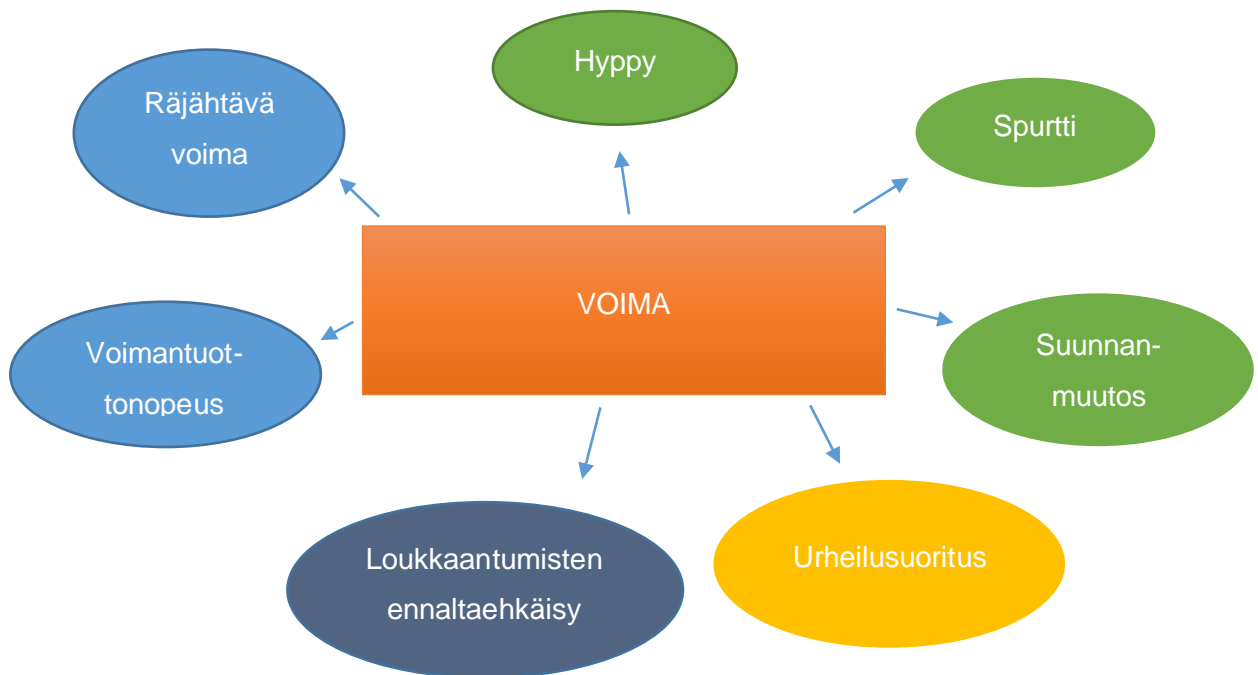 Hyppy
Räjähtävä
voima
Spurtti
VOIMA
Voimantuot-
tonopeus
Suunnan-
muutos
Loukkaantumisten
ennaltaehkäisy
Urheilusuoritus